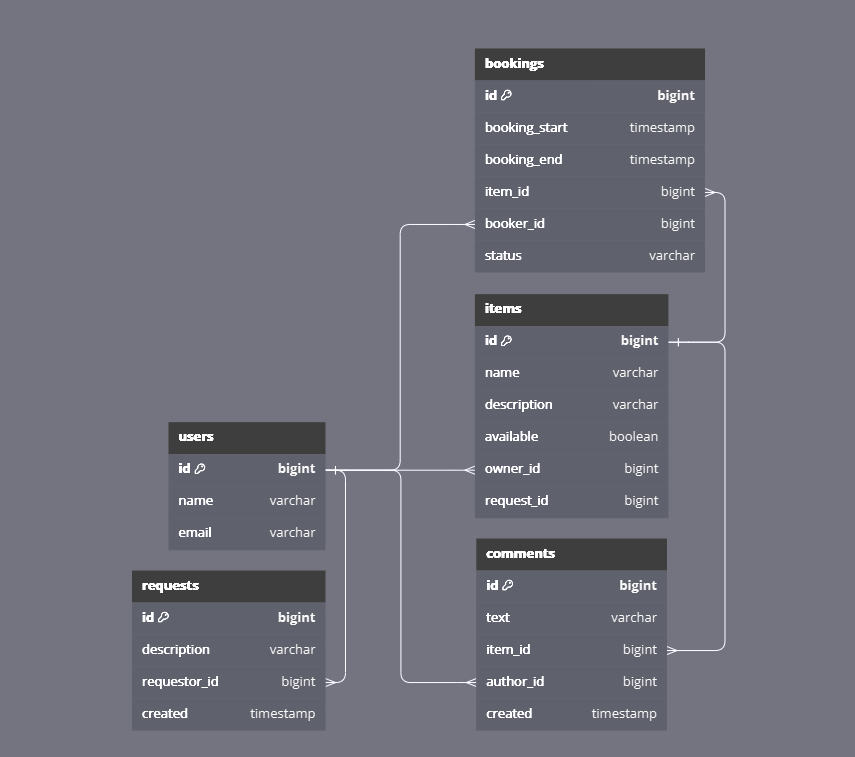 bookings
id bigint
booking_start timestamp
booking_end timestamp
item_id bigint
booker_id bigint
status varchar
items
id bigint
name varchar
description varchar
available boolean
owner_id bigint
request_id bigint
users
id bigint
name varchar
email varchar
requests
id bigint
description varchar
requestor_id bigint
created timestamp
comments
id bigint
text varchar
item_id bigint
author_id bigint
created timestamp